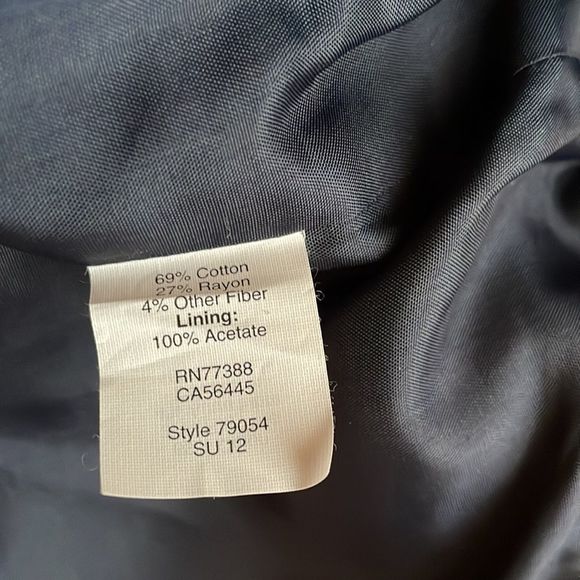 69% Cotton
27% Rayon
4% Other Fiber
Lining:
100% Acetate
RN77388
CA56445
Style 79054
SU 12